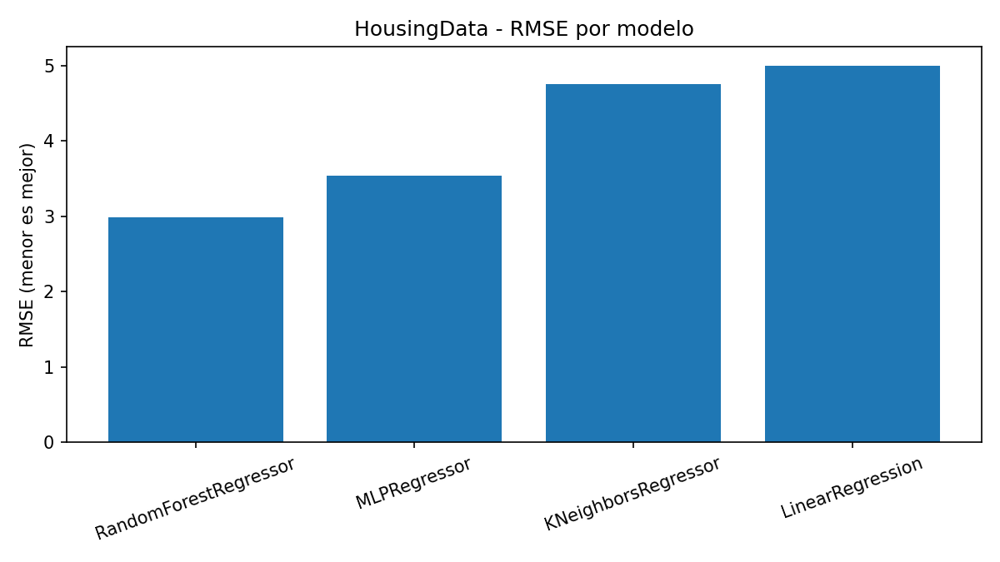 HousingData - RMSE por modelo
RMSE (menor es mejor)
5
4
3
2
1
0
RandomForestRegressor
MLPRegressor
KNeighborsRegressor
LinearRegression